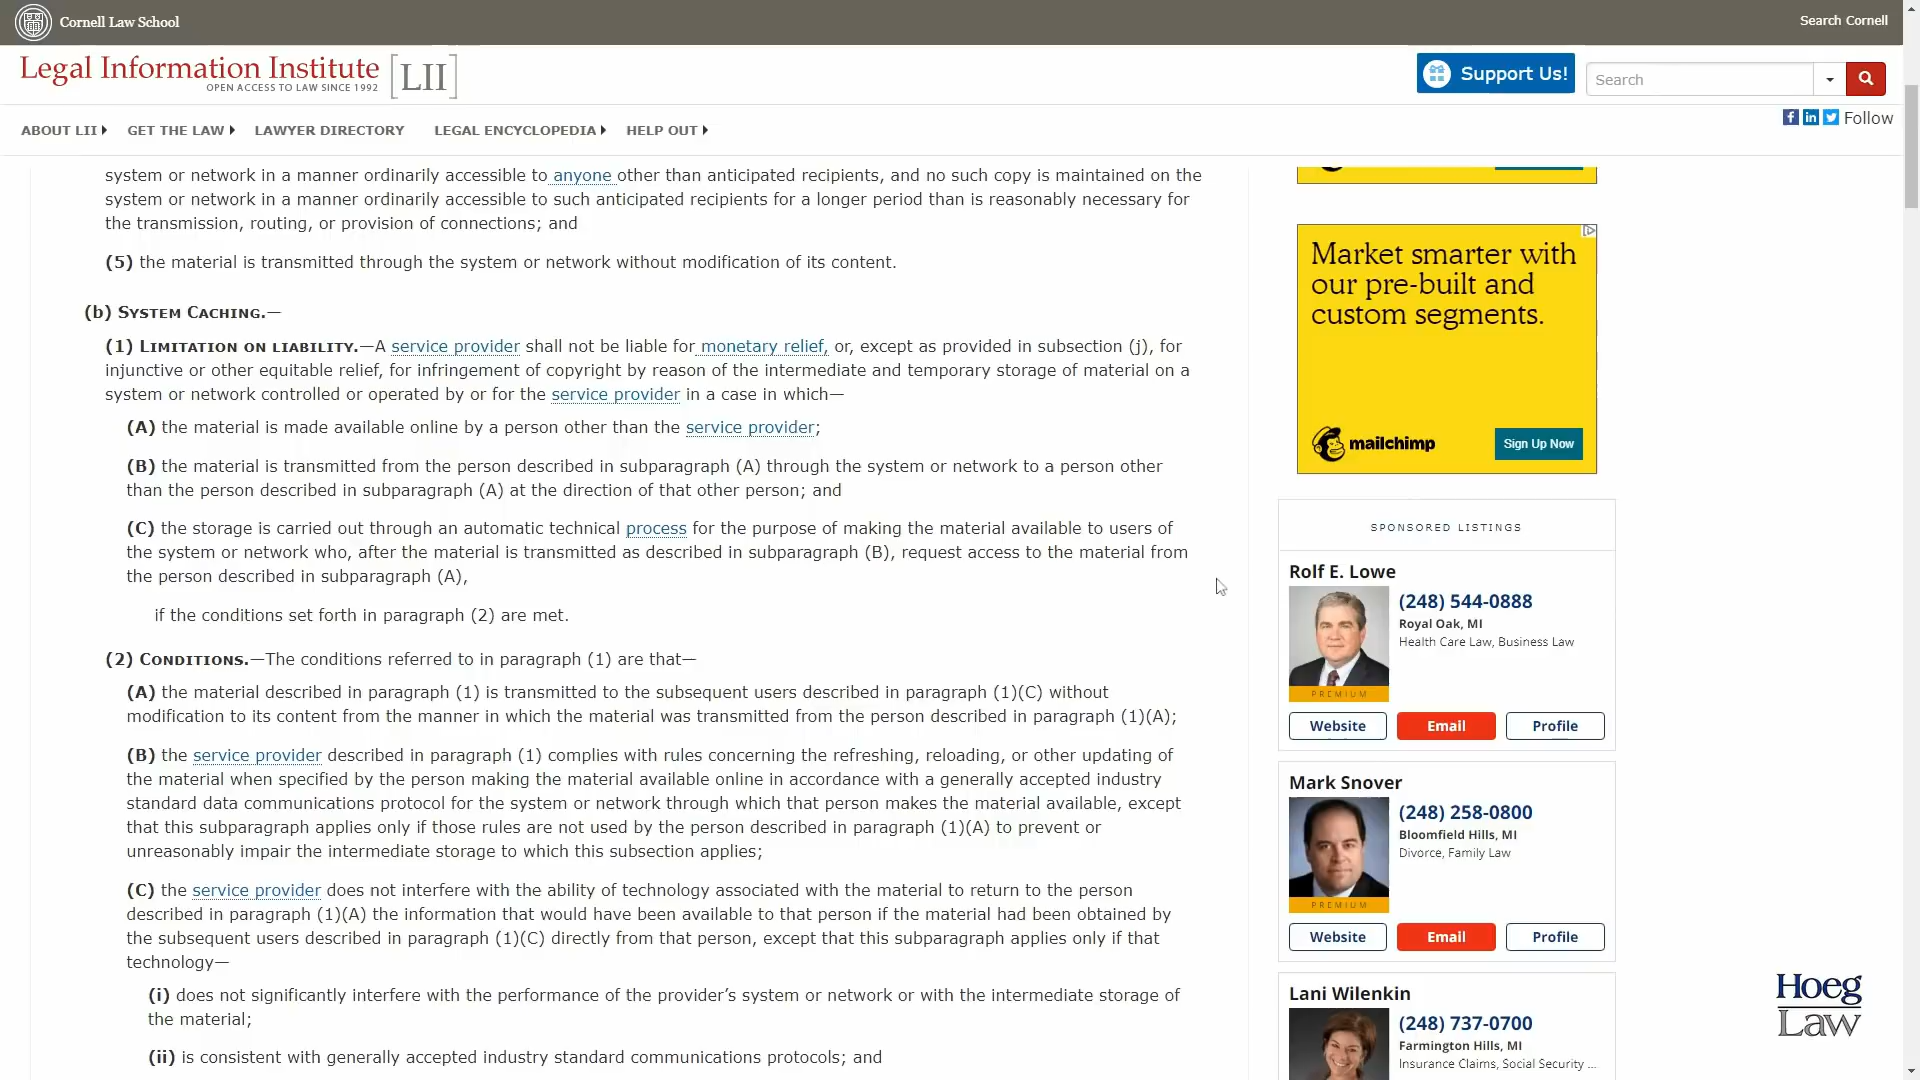 Cornell Law School
Search Cornell
Legal Information Institute
OPEN ACCESS TO LAW SINCE 1992
[LII]
Support Us!
Search
Follow
ABOUT LII
GET THE LAW
LAWYER DIRECTORY
LEGAL ENCYCLOPEDIA
HELP OUT
system or network in a manner ordinarily accessible to anyone other than anticipated recipients, and no such copy is maintained on the
system or network in a manner ordinarily accessible to such anticipated recipients for a longer period than is reasonably necessary for
the transmission, routing, or provision of connections; and
(5) the material is transmitted through the system or network without modification of its content.
(b) System Caching.—
(1) Limitation on liability.—A service provider shall not be liable for monetary relief, or, except as provided in subsection (j), for
injunctive or other equitable relief, for infringement of copyright by reason of the intermediate and temporary storage of material on a
system or network controlled or operated by or for the service provider in a case in which—
(A) the material is made available online by a person other than the service provider;
(B) the material is transmitted from the person described in subparagraph (A) through the system or network to a person other
than the person described in subparagraph (A) at the direction of that other person; and
(C) the storage is carried out through an automatic technical process for the purpose of making the material available to users of
the system or network who, after the material is transmitted as described in subparagraph (B), request access to the material from
the person described in subparagraph (A),
if the conditions set forth in paragraph (2) are met.
(2) Conditions.—The conditions referred to in paragraph (1) are that—
(A) the material described in paragraph (1) is transmitted to the subsequent users described in paragraph (1)(C) without
modification to its content from the manner in which the material was transmitted from the person described in paragraph (1)(A);
(B) the service provider described in paragraph (1) complies with rules concerning the refreshing, reloading, or other updating of
the material when specified by the person making the material available online in accordance with a generally accepted industry
standard data communications protocol for the system or network through which that person makes the material available, except
that this subparagraph applies only if those rules are not used by the person described in paragraph (1)(A) to prevent or
unreasonably impair the intermediate storage to which this subsection applies;
(C) the service provider does not interfere with the ability of technology associated with the material to return to the person
described in paragraph (1)(A) the information that would have been available to that person if the material had been obtained by
the subsequent users described in paragraph (1)(C) directly from that person, except that this subparagraph applies only if that
technology—
(i) does not significantly interfere with the performance of the provider's system or network or with the intermediate storage of
the material;
(ii) is consistent with generally accepted industry standard communications protocols; and
Market smarter with
our pre-built and
custom segments.
mailchimp
Sign Up Now
SPONSORED LISTINGS
Rolf E. Lowe
(248) 544-0888
Royal Oak, MI
Health Care Law, Business Law
PREMIUM
Website
Email
Profile
Mark Snover
(248) 258-0800
Bloomfield Hills, MI
Divorce, Family Law
PREMIUM
Website
Email
Profile
Lani Wilenkin
(248) 737-0700
Farmington Hills, MI
Insurance Claims, Social Security ...
Hoeg
Law